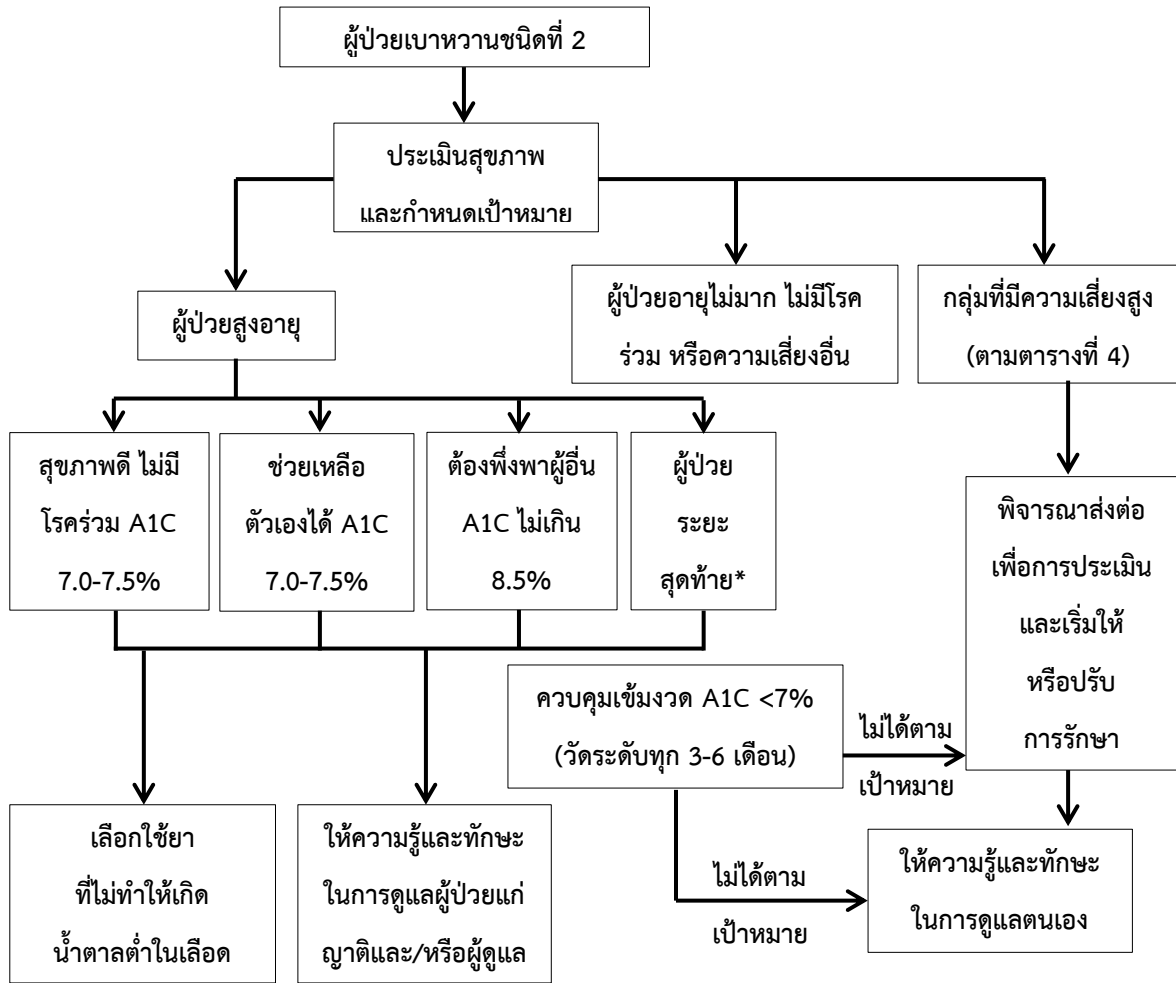 ผู้ป่วยเบาหวานชนิดที่ 2
ประเมินสุขภาพ
และกำหนดเป้าหมาย
ผู้ป่วยสูงอายุ
ผู้ป่วยอายุไม่มาก ไม่มีโรค
ร่วม หรือความเสี่ยงอื่น
กลุ่มที่มีความเสี่ยงสูง
(ตามตารางที่ 4)
สุขภาพดี ไม่มี
โรคร่วม A1C
7.0-7.5%
ช่วยเหลือ
ตัวเองได้ A1C
7.0-7.5%
ต้องพึ่งพาผู้อื่น
A1C ไม่เกิน
8.5%
ผู้ป่วย
ระยะ
สุดท้าย*
พิจารณาส่งต่อ
เพื่อการประเมิน
และเริ่มให้
หรือปรับ
การรักษา
ควบคุมเข้มงวด A1C <7%
(วัดระดับทุก 3-6 เดือน)
ไม่ได้ตาม
เป้าหมาย
เลือกใช้ยา
ที่ไม่ทำให้เกิด
น้ำตาลต่ำในเลือด
ให้ความรู้และทักษะ
ในการดูแลผู้ป่วยแก่
ญาติและ/หรือผู้ดูแล
ไม่ได้ตาม
เป้าหมาย
ให้ความรู้และทักษะ
ในการดูแลตนเอง